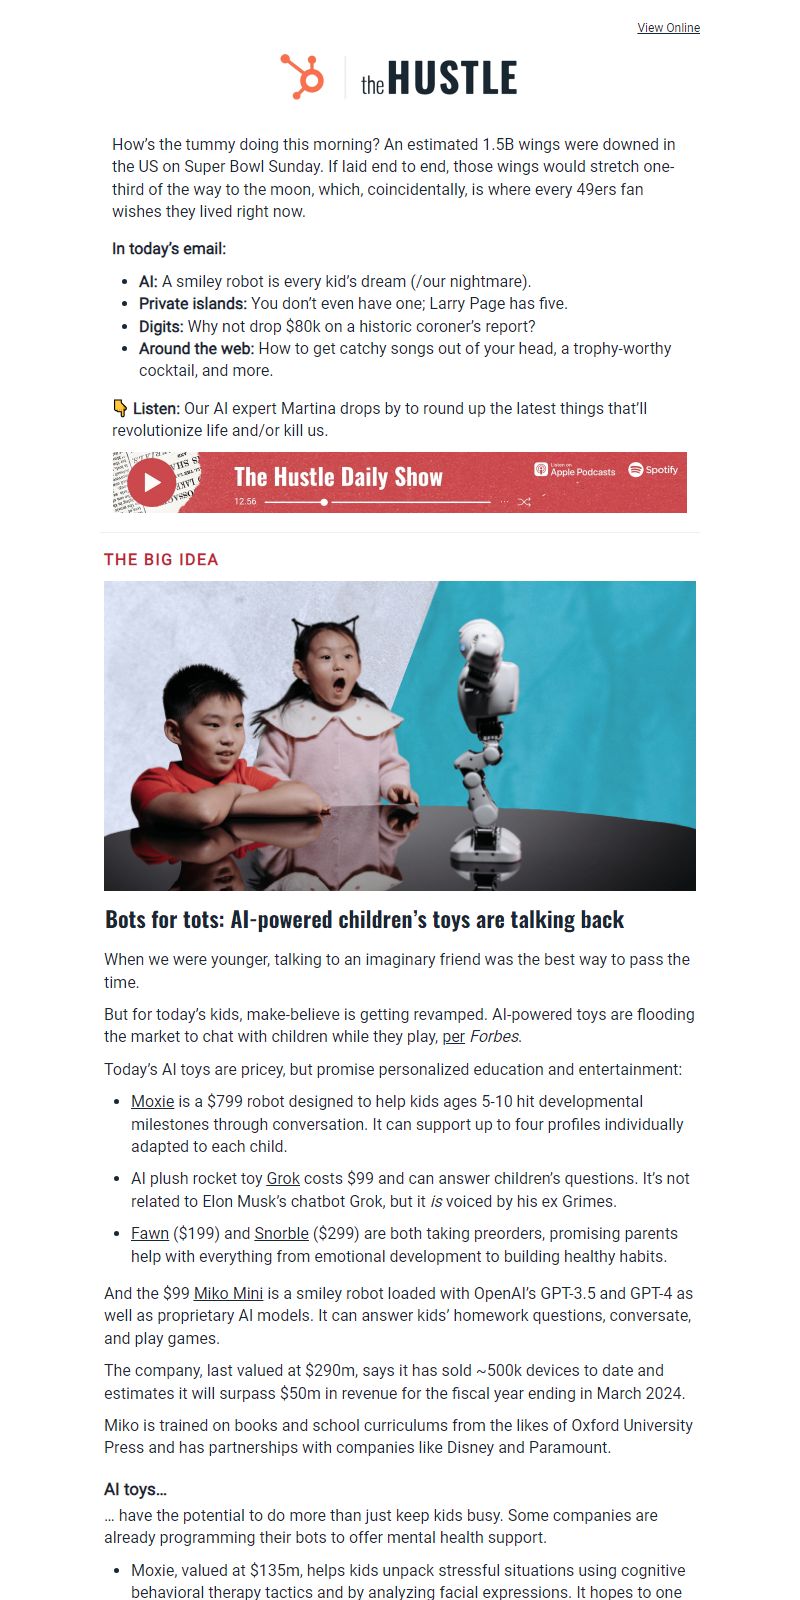 View Online
the HUSTLE
How’s the tummy doing this morning? An estimated 1.5B wings were downed in
the US on Super Bowl Sunday. If laid end to end, those wings would stretch one-
third of the way to the moon, which, coincidentally, is where every 49ers fan
wishes they lived right now.
In today’s email:
• AI: A smiley robot is every kid’s dream (/our nightmare).
• Private islands: You don’t even have one; Larry Page has five.
• Digits: Why not drop $80k on a historic coroner’s report?
• Around the web: How to get catchy songs out of your head, a trophy-worthy
cocktail, and more.
👇 Listen: Our AI expert Martina drops by to round up the latest things that’ll
revolutionize life and/or kill us.
The Hustle Daily Show
Listen on
Apple Podcasts
Spotify
12:56
THE BIG IDEA
Bots for tots: AI-powered children’s toys are talking back
When we were younger, talking to an imaginary friend was the best way to pass the
time.
But for today’s kids, make-believe is getting revamped. AI-powered toys are flooding
the market to chat with children while they play, per Forbes.
Today’s AI toys are pricey, but promise personalized education and entertainment:
• Moxie is a $799 robot designed to help kids ages 5-10 hit developmental
milestones through conversation. It can support up to four profiles individually
adapted to each child.
• AI plush rocket toy Grok costs $99 and can answer children’s questions. It’s not
related to Elon Musk’s chatbot Grok, but it is voiced by his ex Grimes.
• Fawn ($199) and Snorble ($299) are both taking preorders, promising parents
help with everything from emotional development to building healthy habits.
And the $99 Miko Mini is a smiley robot loaded with OpenAI’s GPT-3.5 and GPT-4 as
well as proprietary AI models. It can answer kids’ homework questions, conversate,
and play games.
The company, last valued at $290m, says it has sold ~500k devices to date and
estimates it will surpass $50m in revenue for the fiscal year ending in March 2024.
Miko is trained on books and school curriculums from the likes of Oxford University
Press and has partnerships with companies like Disney and Paramount.
AI toys…
… have the potential to do more than just keep kids busy. Some companies are
already programming their bots to offer mental health support.
• Moxie, valued at $135m, helps kids unpack stressful situations using cognitive
behavioral therapy tactics and by analyzing facial expressions. It hopes to one